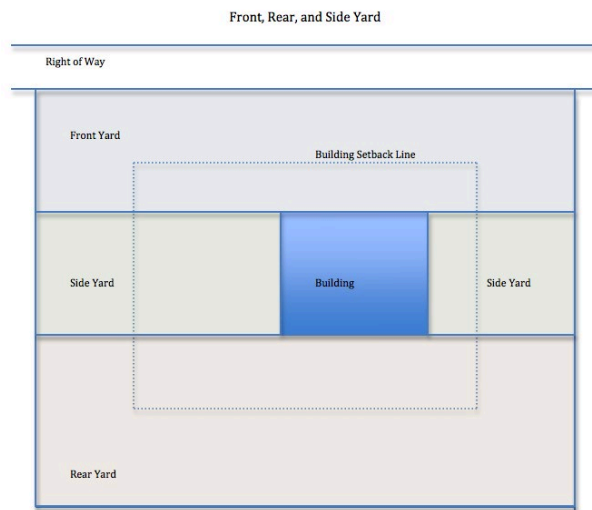 Front, Rear, and Side Yard
Right of Way
Front Yard
Building Setback Line
Side Yard
Building
Side Yard
Rear Yard